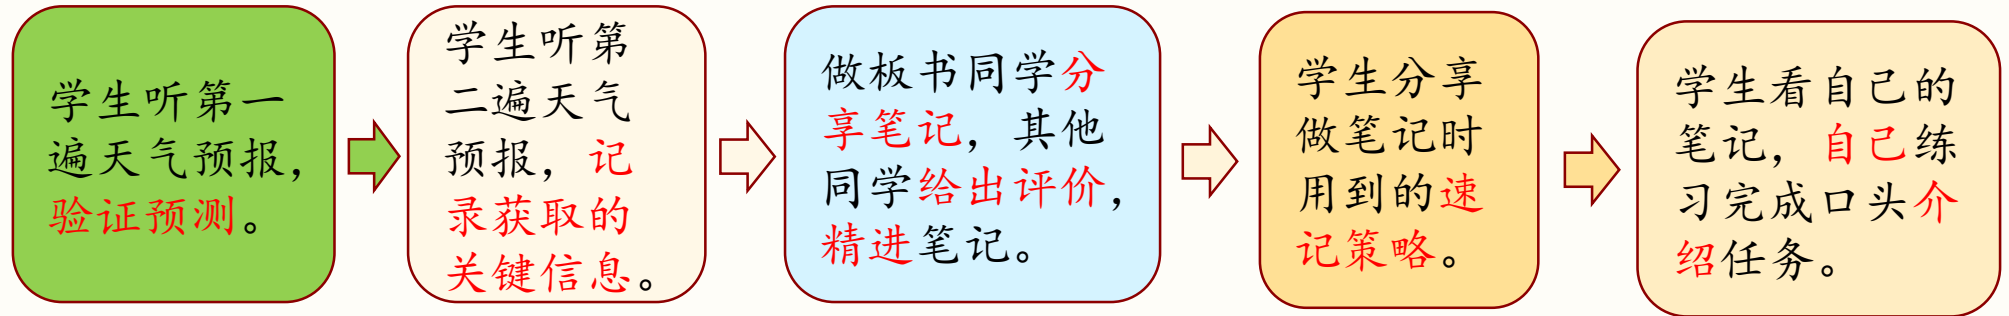 学生听第一
遍天气预报，
验证预测。
学生听第
二遍天气
预报，记
录获取的
关键信息。
做板书同学分
享笔记，其他
同学给出评价，
精进笔记。
学生分享
做笔记时
用到的速
记策略。
学生看自己的
笔记，自己练
习完成口头介
绍任务。